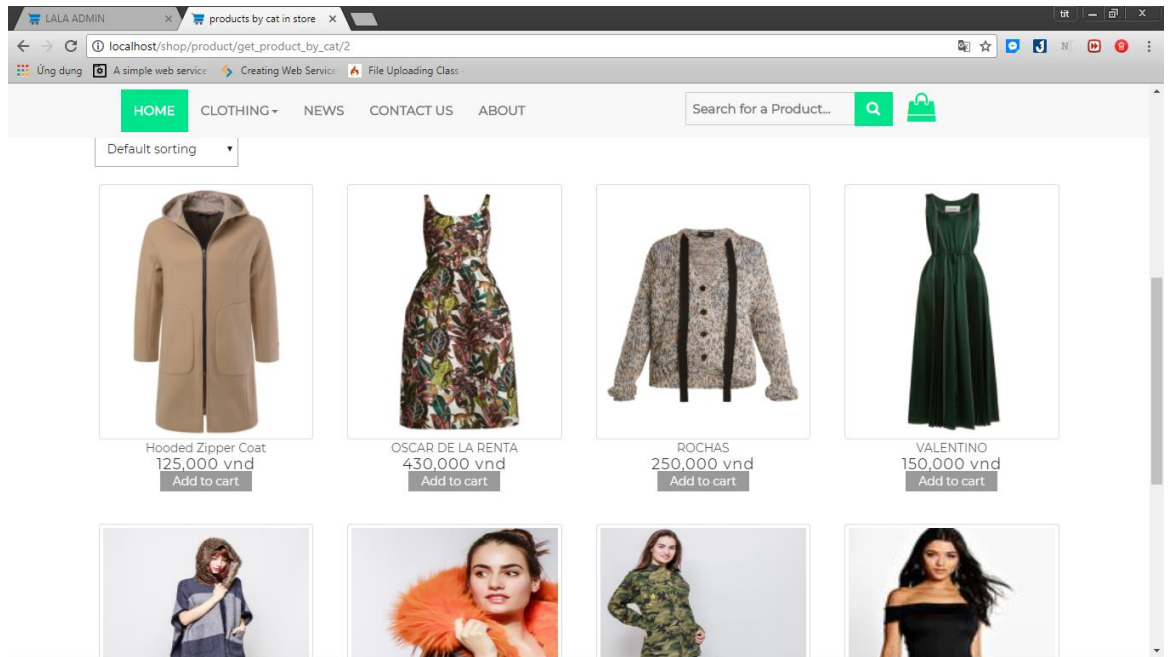 LALA ADMIN
products by cat in store
tit
localhost/shop/product/get_product_by_cat/2
Ứng dụng
A simple web service
Creating Web Service
File Uploading Class
HOME CLOTHING NEWS CONTACT US ABOUT
Search for a Product...
Default sorting
Hooded Zipper Coat
125,000 vnd
Add to cart
OSCAR DE LA RENTA
430,000 vnd
Add to cart
ROCHAS
250,000 vnd
Add to cart
VALENTINO
150,000 vnd
Add to cart